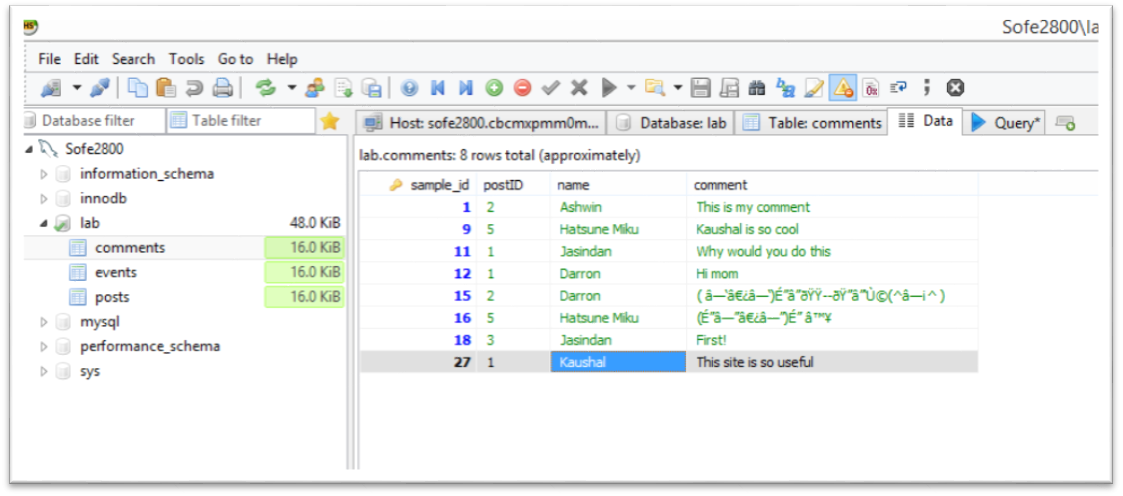 Sofe2800\la
File Edit Search Tools Go to Help
Database filter Table filter Host: sofe2800.cbcmxpmm0m... Database: lab Table: comments Data Query*
Sofe2800
information_schema
innodb
lab 48.0 KiB
comments 16.0 KiB
events 16.0 KiB
posts 16.0 KiB
mysql
performance_schema
sys
lab.comments: 8 rows total (approximately)
sample_id postID name comment
1 2 Ashwin This is my comment
9 5 Hatsune Miku Kaushal is so cool
11 1 Jasindan Why would you do this
12 1 Darron Hi mom
15 2 Darron
16 5 Hatsune Miku
18 3 Jasindan First!
27 1 Kaushal This site is so useful